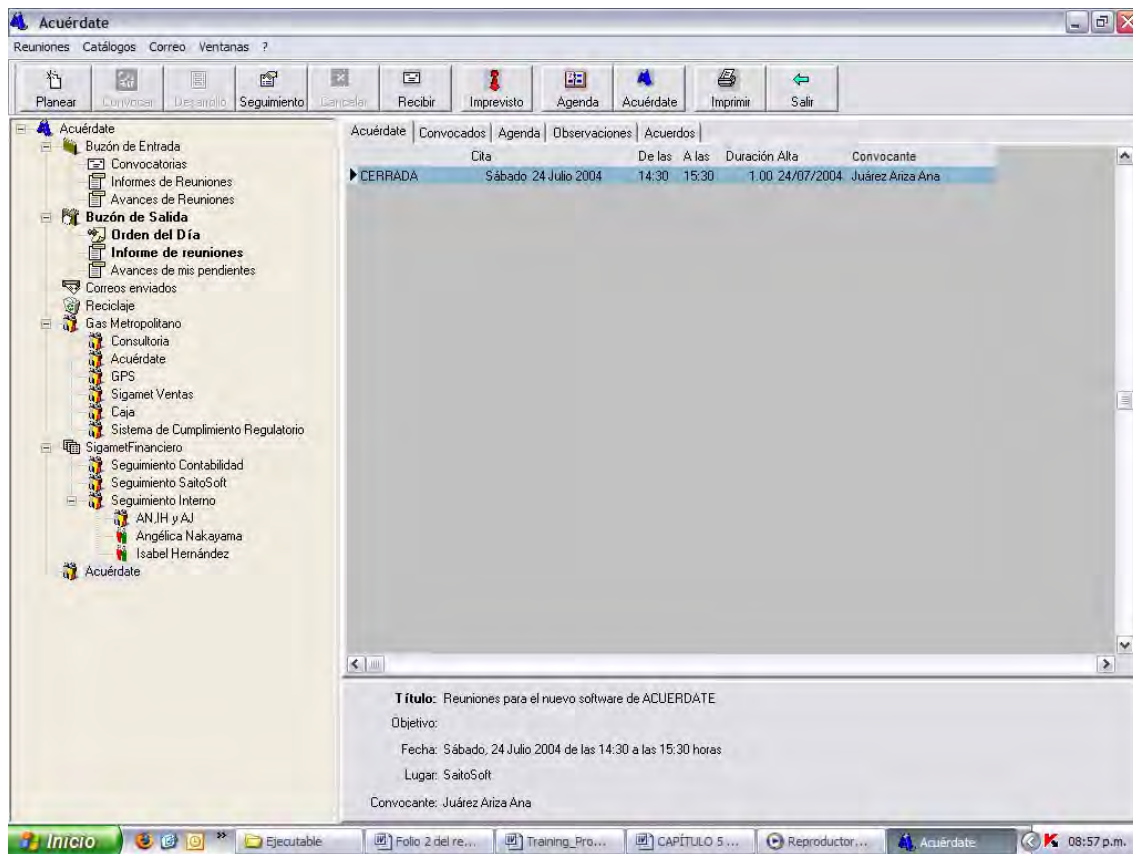 Acuérdate
Reuniones Catálogos Correo Ventanas ?
Planear Convocar Desarrollo Seguimiento Cancelar Recibir Imprevisto Agenda Acuérdate Imprimir Salir
Acuérdate
Buzón de Entrada
Convocatorias
Informes de Reuniones
Avances de Reuniones
Buzón de Salida
Orden del Día
Informe de reuniones
Avances de mis pendientes
Correos enviados
Reciclaje
Gas Metropolitano
Consultoria
Acuérdate
GPS
Sigamet Ventas
Caja
Sistema de Cumplimiento Regulatorio
SigametFinanciero
Seguimiento Contabilidad
Seguimiento SaitoSoft
Seguimiento Interno
AN,IH y AJ
Angélica Nakayama
Isabel Hernández
Acuérdate
Acuérdate Convocados Agenda Observaciones Acuerdos
Cita De las A las Duración Alta Convocante
CERRADA Sábado 24 Julio 2004 14:30 15:30 1.00 24/07/2004 Juárez Ariza Ana
Título: Reuniones para el nuevo software de ACUERDATE
Objetivo:
Fecha: Sábado, 24 Julio 2004 de las 14:30 a las 15:30 horas
Lugar: SaitoSoft
Convocante: Juárez Ariza Ana
Inicio » Ejecutable Folio 2 del re... Training_Pro... CAPÍTULO 5 ... Reproductor... Acuérdate 08:57 p.m.